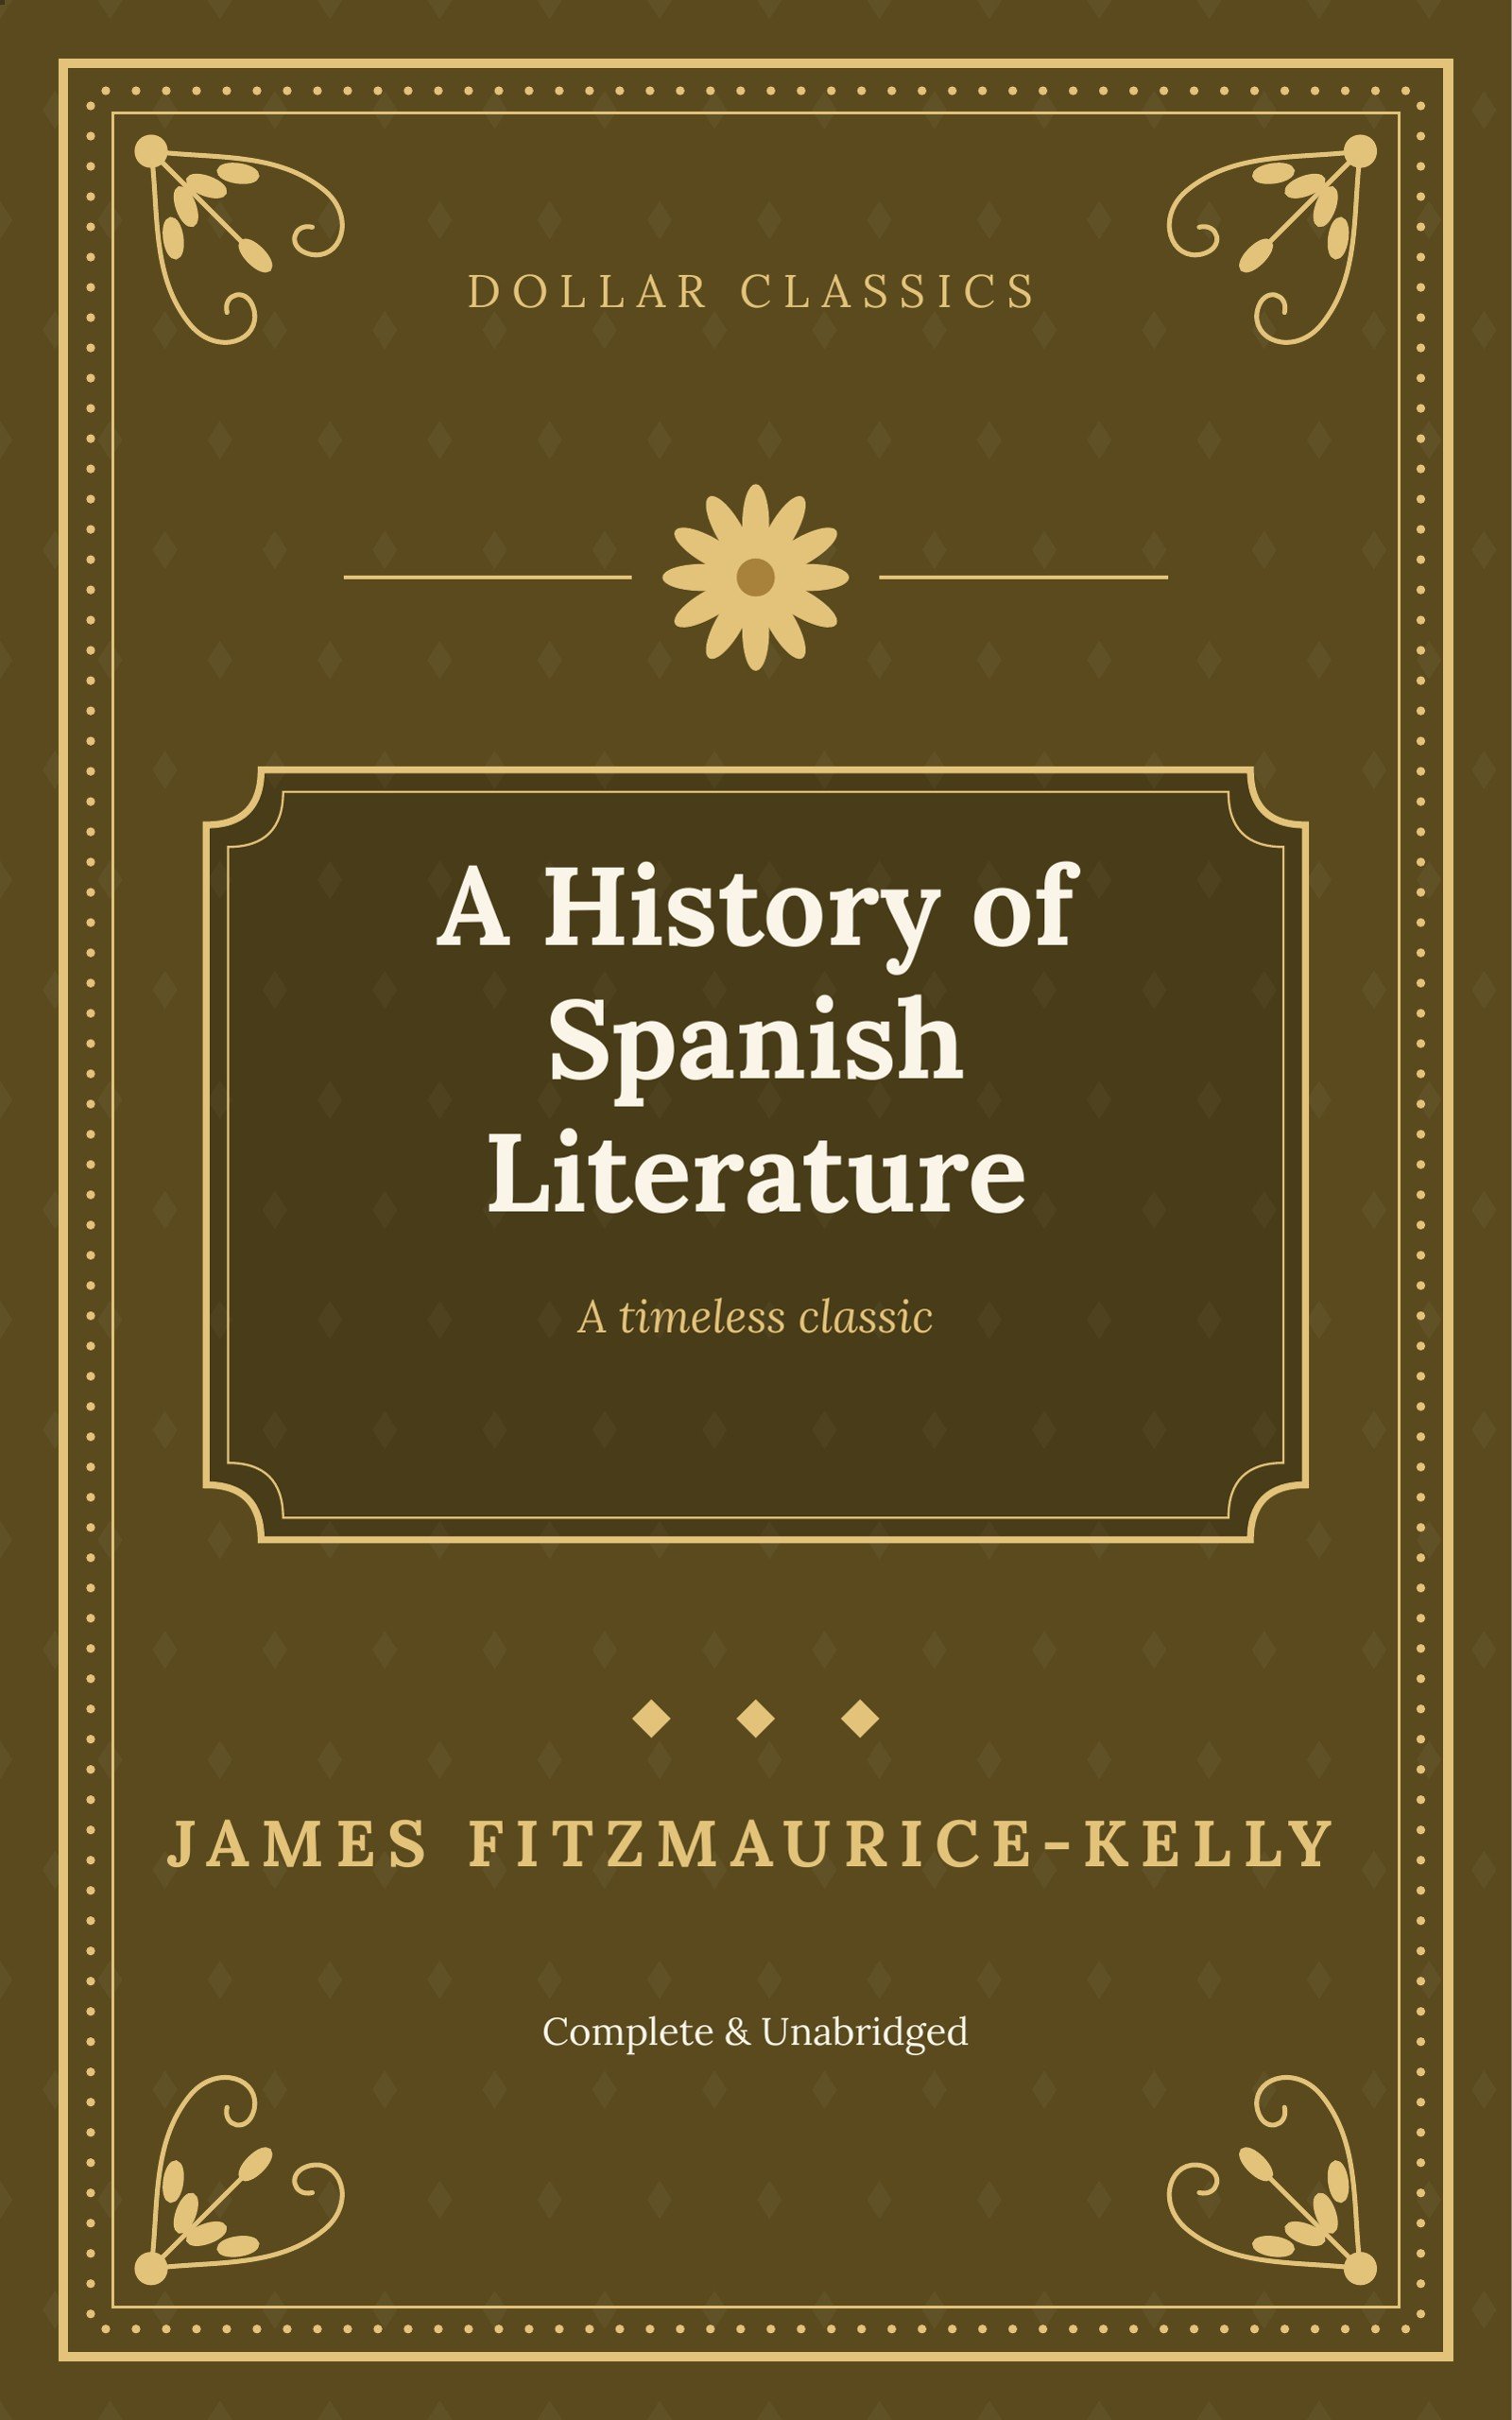 DOLLAR CLASSICS
A History of
Spanish
Literature
A timeless classic
JAMES FITZMAURICE-KELLY
Complete & Unabridged